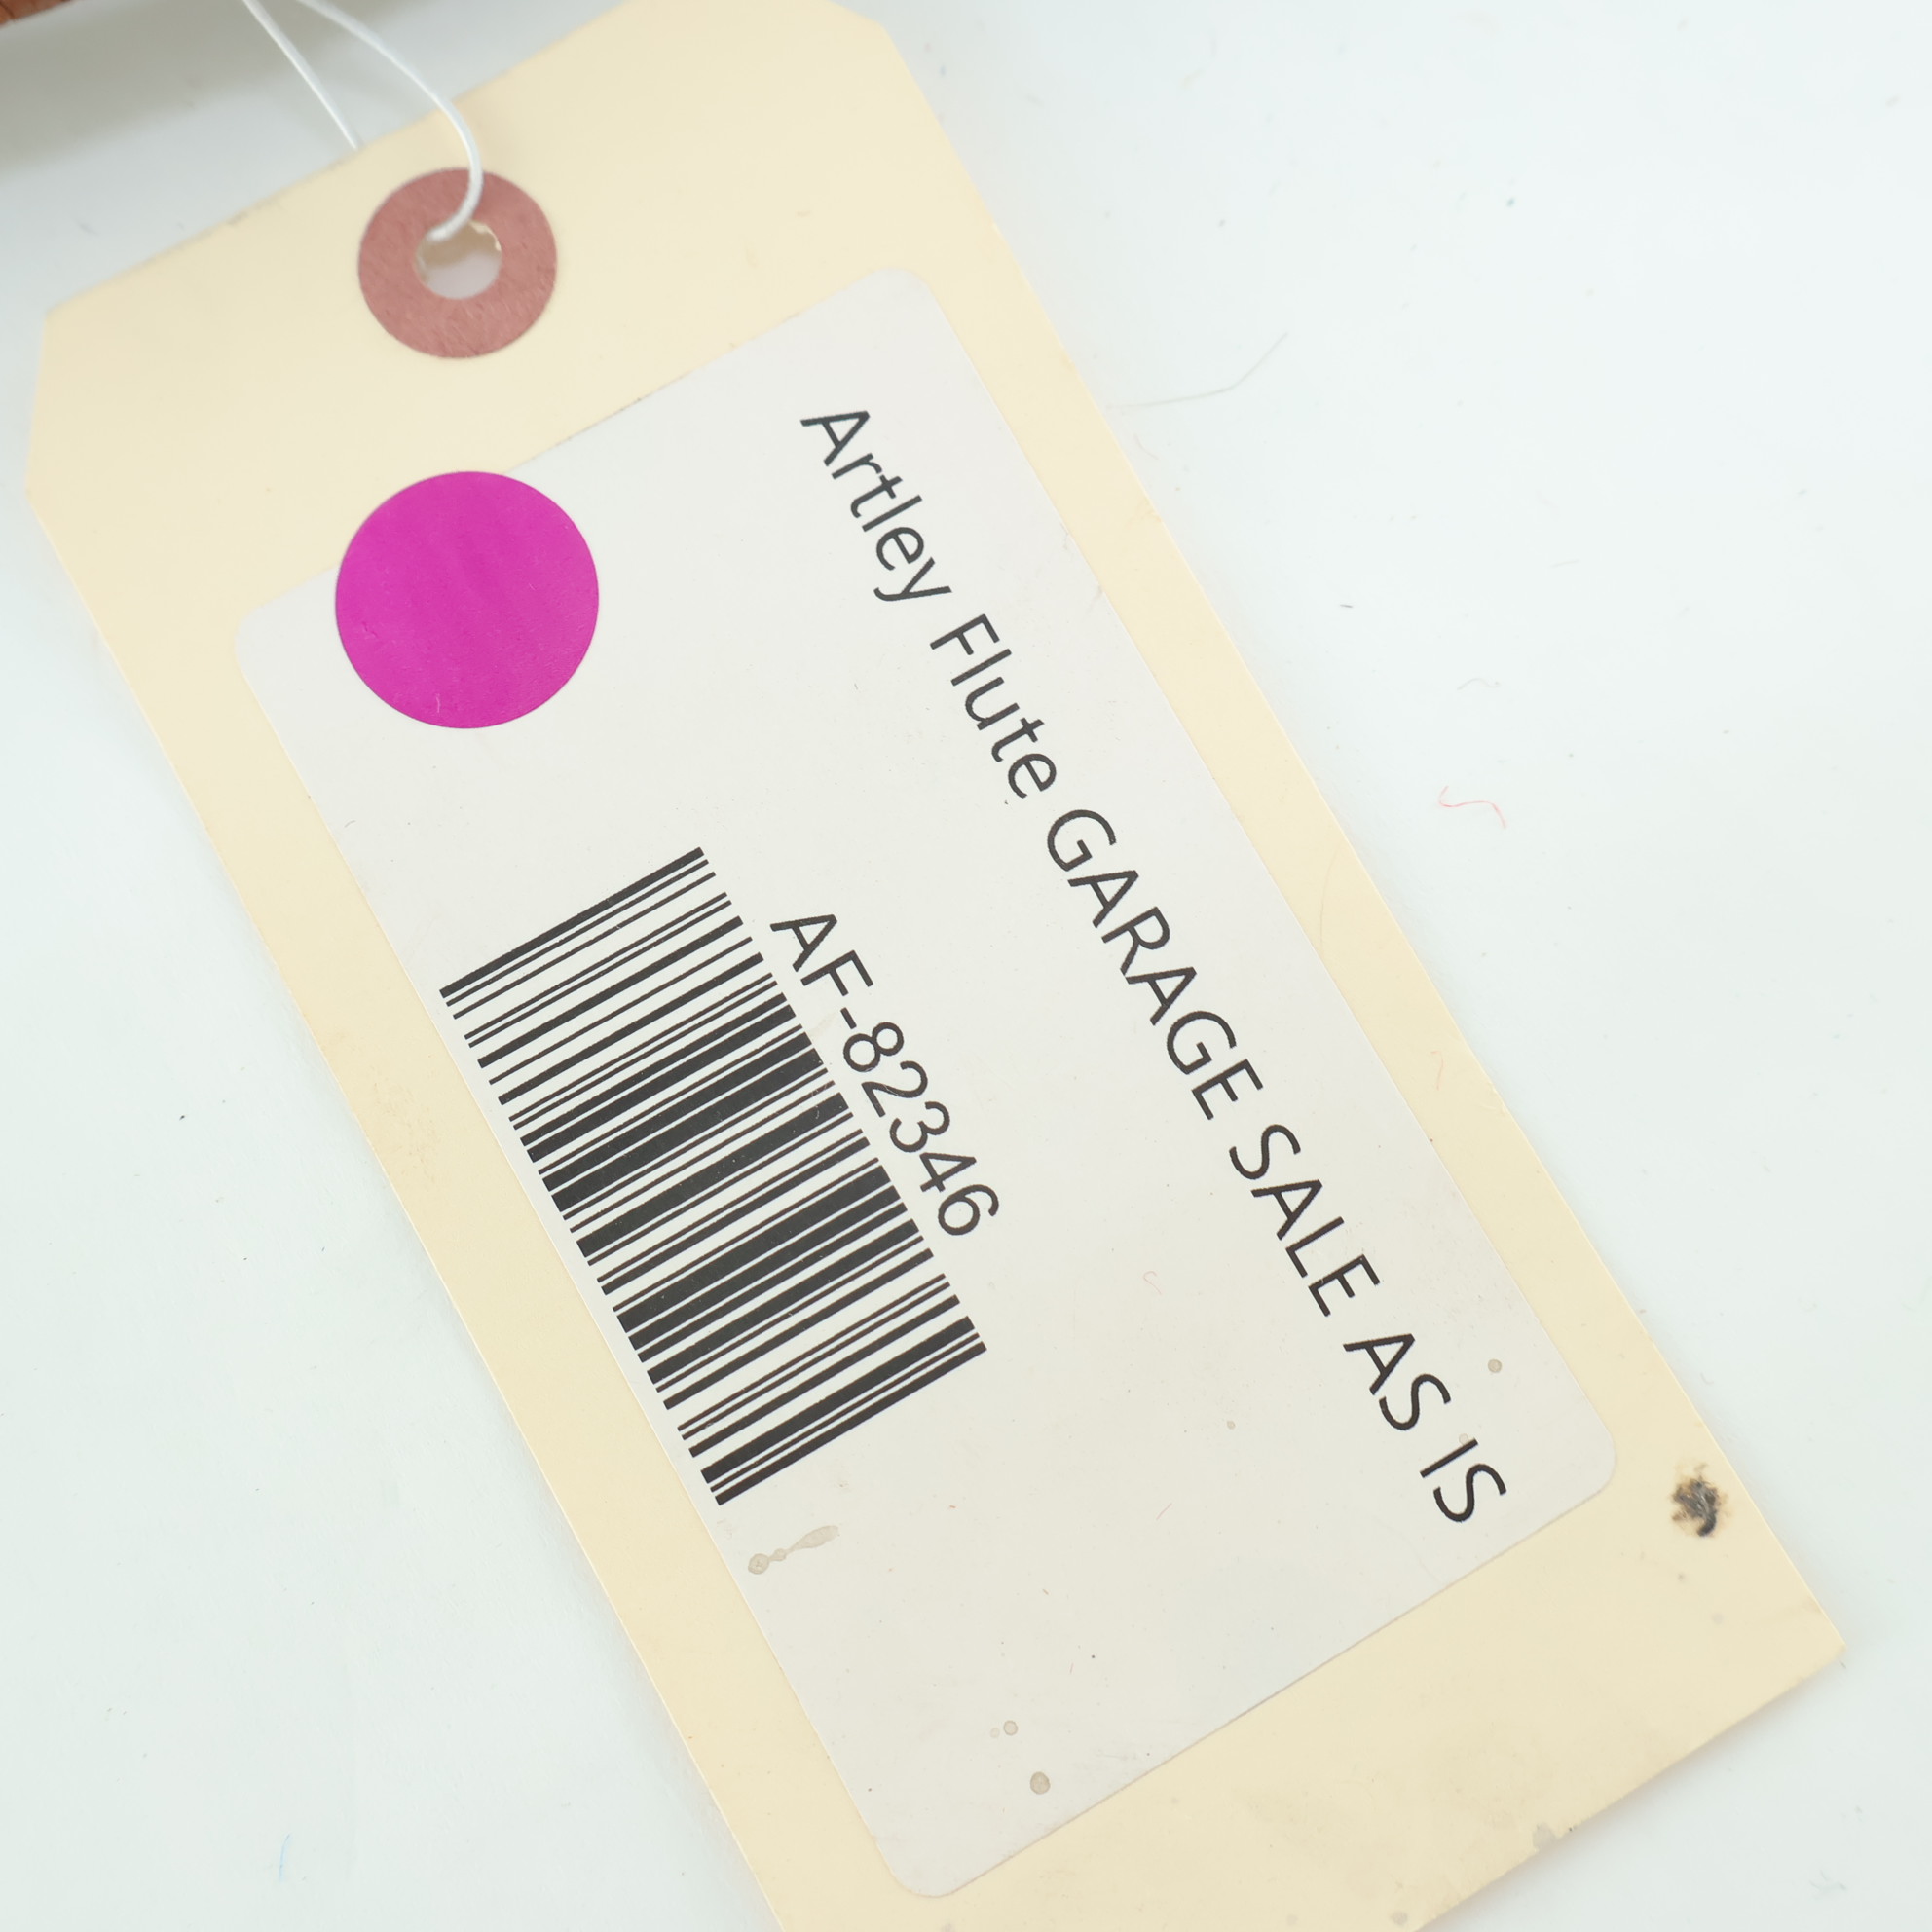 Artley Flute GARAGE SALE AS IS
AF-82346